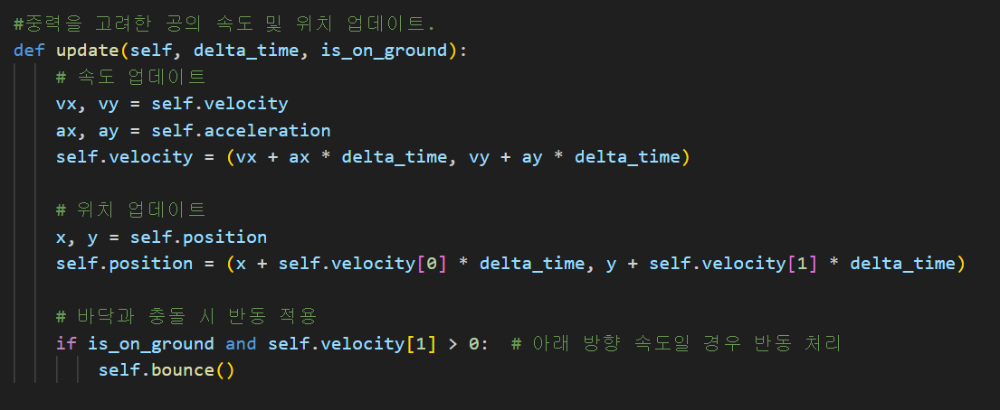 #중력을 고려한 공의 속도 및 위치 업데이트.
def update(self, delta_time, is_on_ground):
# 속도 업데이트
vx, vy = self.velocity
ax, ay = self.acceleration
self.velocity = (vx + ax * delta_time, vy + ay * delta_time)
# 위치 업데이트
x, y = self.position
self.position = (x + self.velocity[0] * delta_time, y + self.velocity[1] * delta_time)
# 바닥과 충돌 시 반동 적용
if is_on_ground and self.velocity[1] > 0:  # 아래 방향 속도일 경우 반동 처리
self.bounce()